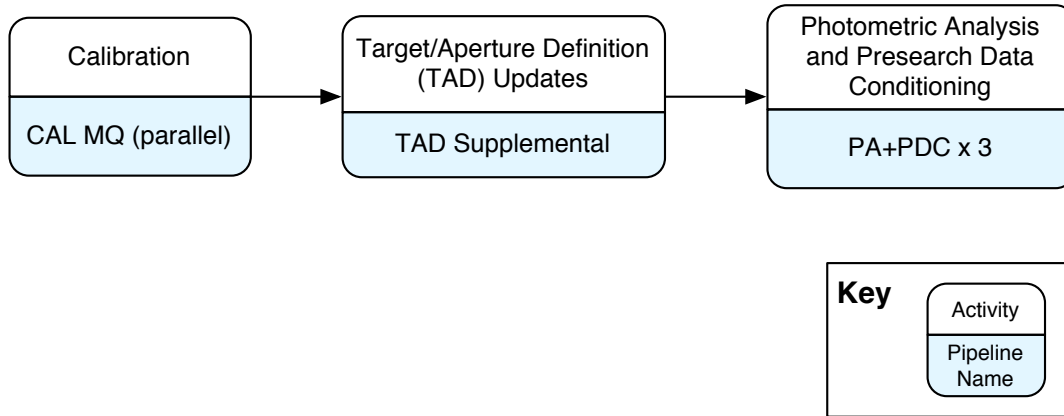 Calibration
CAL MQ (parallel)
Target/Aperture Definition
(TAD) Updates
TAD Supplemental
Photometric Analysis
and Presearch Data
Conditioning
PA+PDC x 3
Key
Activity
Pipeline
Name